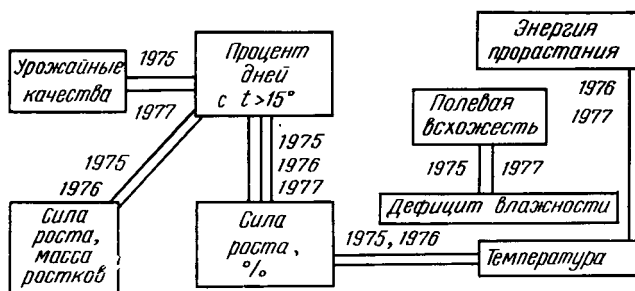 Урожайные
качества
1975
1977
Процент
дней
с t>15°
Энергия
прорастания
1976
1977
Полевая
всхожесть
1975 1977
Дефицит влажности
1975
1976
1975
1976
1977
Сила
роста,
масса
ростков
Сила
роста,
%
1975, 1976
Температура